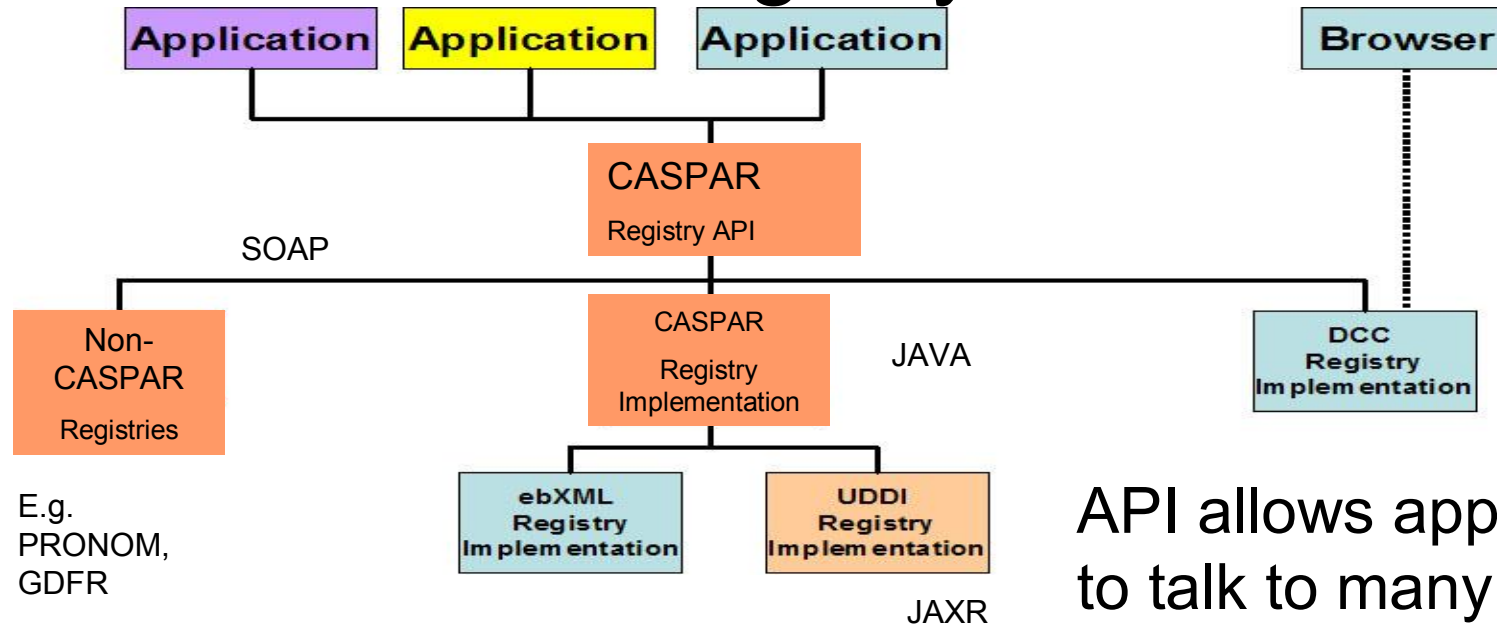 Application
Application
Application
Browser
CASPAR
Registry API
SOAP
Non-
CASPAR
Registries
CASPAR
Registry
Implementation
JAVA
DCC
Registry
Implementation
E.g.
PRONOM,
GDFR
ebXML
Registry
Implementation
UDDI
Registry
Implementation
JAXR
API allows app
to talk to many